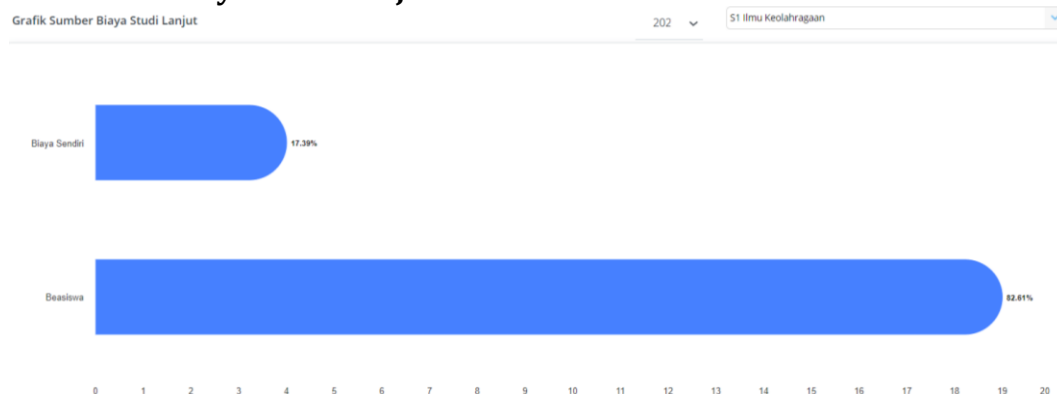 Grafik Sumber Biaya Studi Lanjut
202
S1 Ilmu Keolahragaan
Biaya Sendiri
17.39%
Beasiswa
82.61%
0 1 2 3 4 5 6 7 8 9 10 11 12 13 14 15 16 17 18 19 20